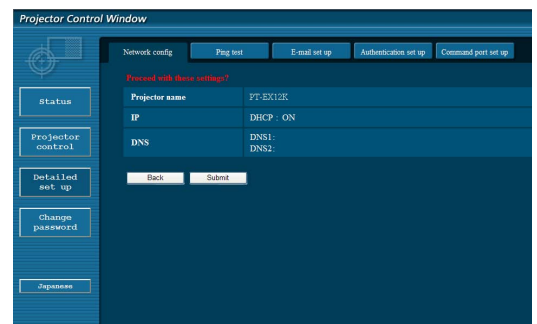 Projector Control Window
Network config Ping test E-mail set up Authentication set up Command port set up
Proceed with these settings?
Status
Projector name PT-EX12K
IP DHCP : ON
Projector control
DNS DNS1:
DNS2:
Detailed set up
Back Submit
Change password
Japanese